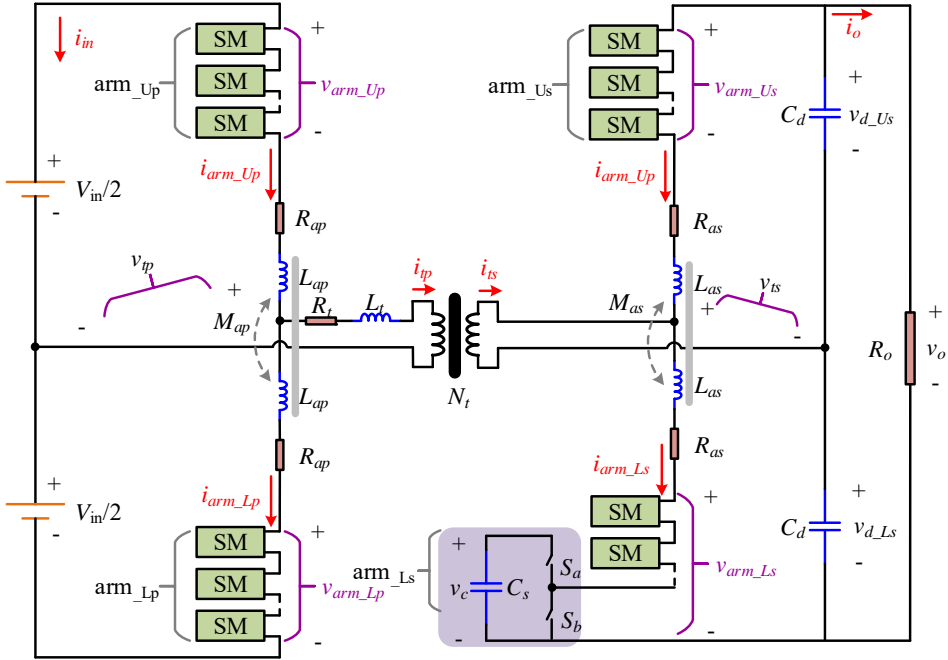 i_in
SM
SM
SM
arm_Up
+
v_arm_Up
-
i_arm_Up
R_ap
+
V_in/2
-
v_tp
+
-
L_ap
M_ap
R_t
L_t
i_tp
i_ts
N_t
L_ap
R_ap
i_arm_Lp
+
V_in/2
-
SM
SM
SM
arm_Lp
+
v_arm_Lp
-
SM
SM
SM
arm_Us
+
v_arm_Us
-
i_arm_Up
R_as
L_as
M_as
+
v_ts
-
L_as
R_as
i_arm_Ls
SM
SM
arm_Ls
+
v_c
-
C_s
S_a
S_b
+
v_arm_Ls
-
i_o
C_d
+
v_d_Us
-
R_o
+
v_o
-
C_d
+
v_d_Ls
-